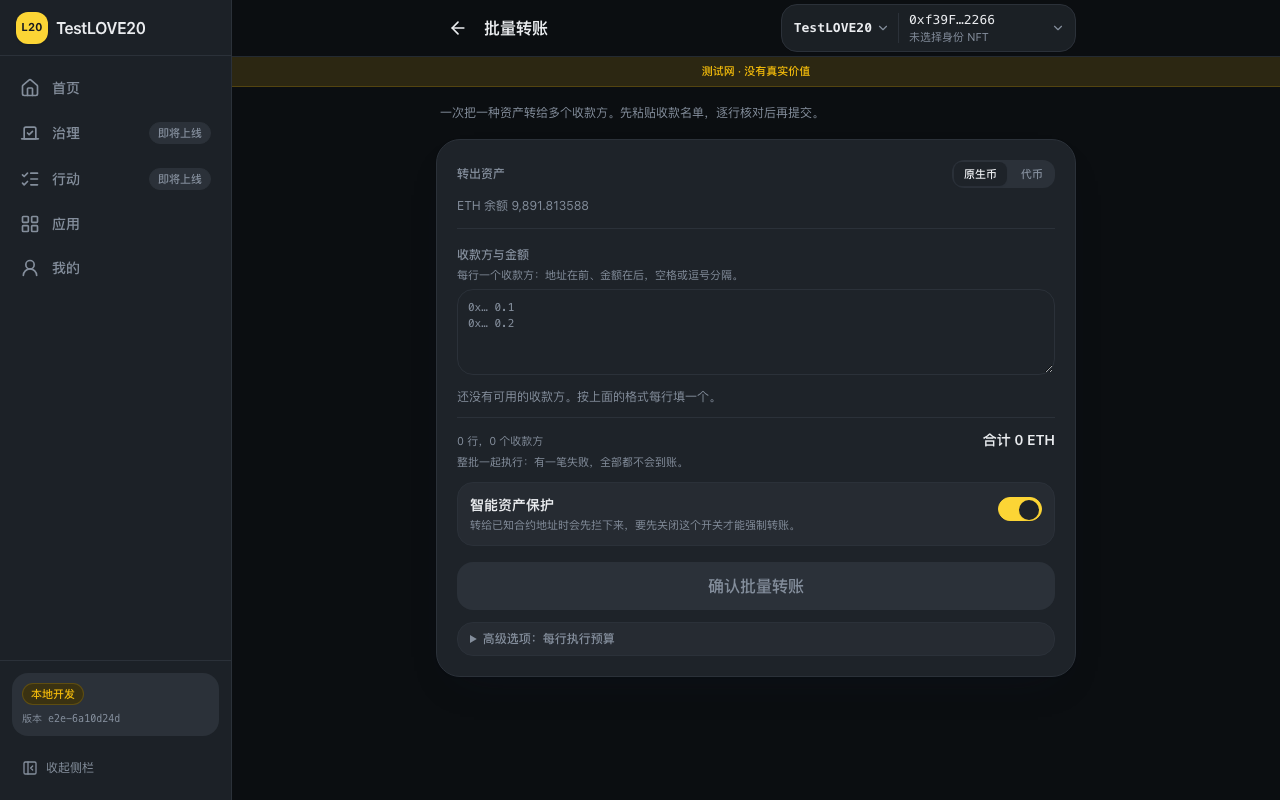 L20 TestLOVE20
首页
治理 即将上线
行动 即将上线
应用
我的
本地开发
版本 e2e-6a10d24d
收起侧栏
批量转账
TestLOVE20
0xf39F…2266
未选择身份 NFT
测试网 · 没有真实价值
一次把一种资产转给多个收款方。先粘贴收款名单，逐行核对后再提交。
转出资产
原生币 代币
ETH 余额 9,891.813588
收款方与金额
每行一个收款方：地址在前、金额在后，空格或逗号分隔。
0x… 0.1
0x… 0.2
还没有可用的收款方。按上面的格式每行填一个。
0 行，0 个收款方
合计 0 ETH
整批一起执行：有一笔失败，全部都不会到账。
智能资产保护
转给已知合约地址时会先拦下来，要先关闭这个开关才能强制转账。
确认批量转账
高级选项：每行执行预算